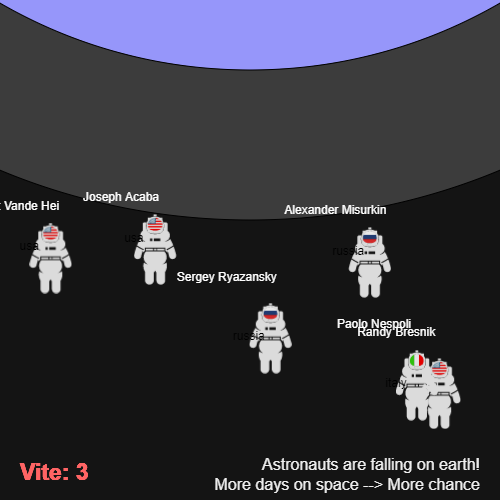 Joseph Acaba
t Vande Hei
Alexander Misurkin
usa
usa
russia
Sergey Ryazansky
Paolo Nespoli
Randy Bresnik
russia
italy
Vite: 3
Astronauts are falling on earth!
More days on space --> More chance